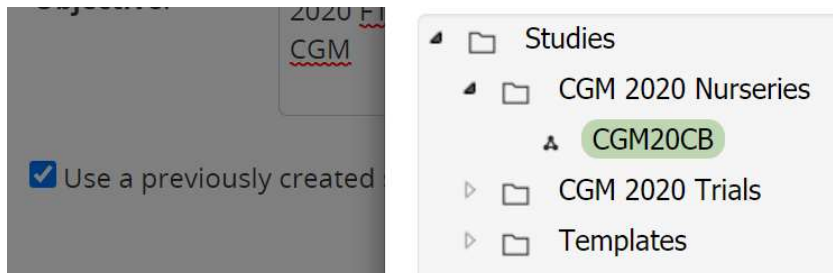 2020
CGM
Use a previously created
Studies
CGM 2020 Nurseries
CGM20CB
CGM 2020 Trials
Templates